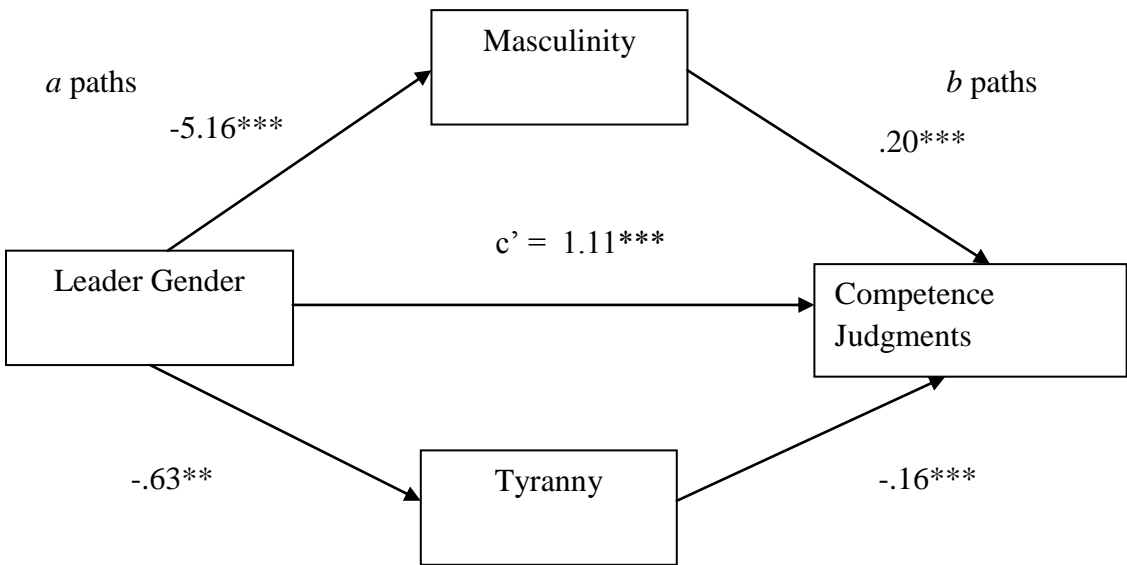 Masculinity
a paths
b paths
-5.16***
.20***
c’ = 1.11***
Leader Gender
Competence
Judgments
-.63**
Tyranny
-.16***